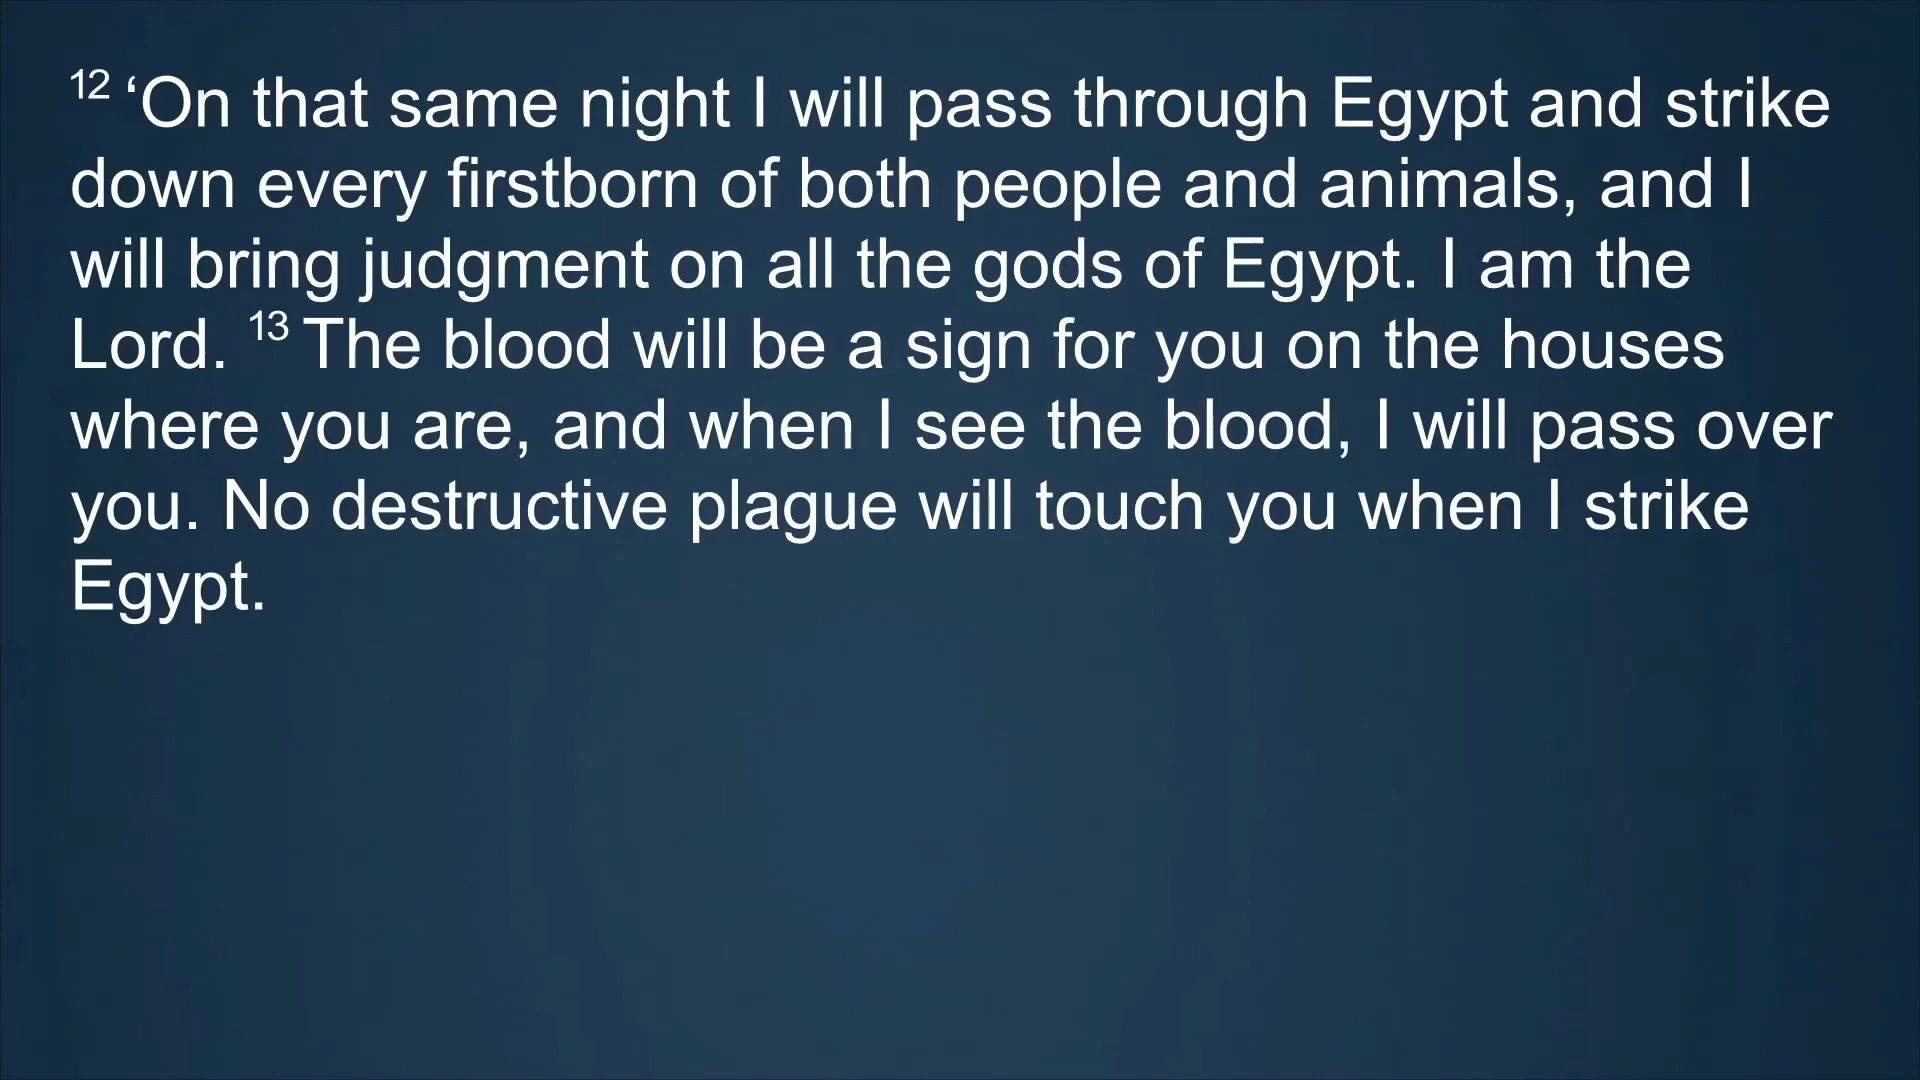 12 ‘On that same night I will pass through Egypt and strike
down every firstborn of both people and animals, and I
will bring judgment on all the gods of Egypt. I am the
Lord. 13 The blood will be a sign for you on the houses
where you are, and when I see the blood, I will pass over
you. No destructive plague will touch you when I strike
Egypt.